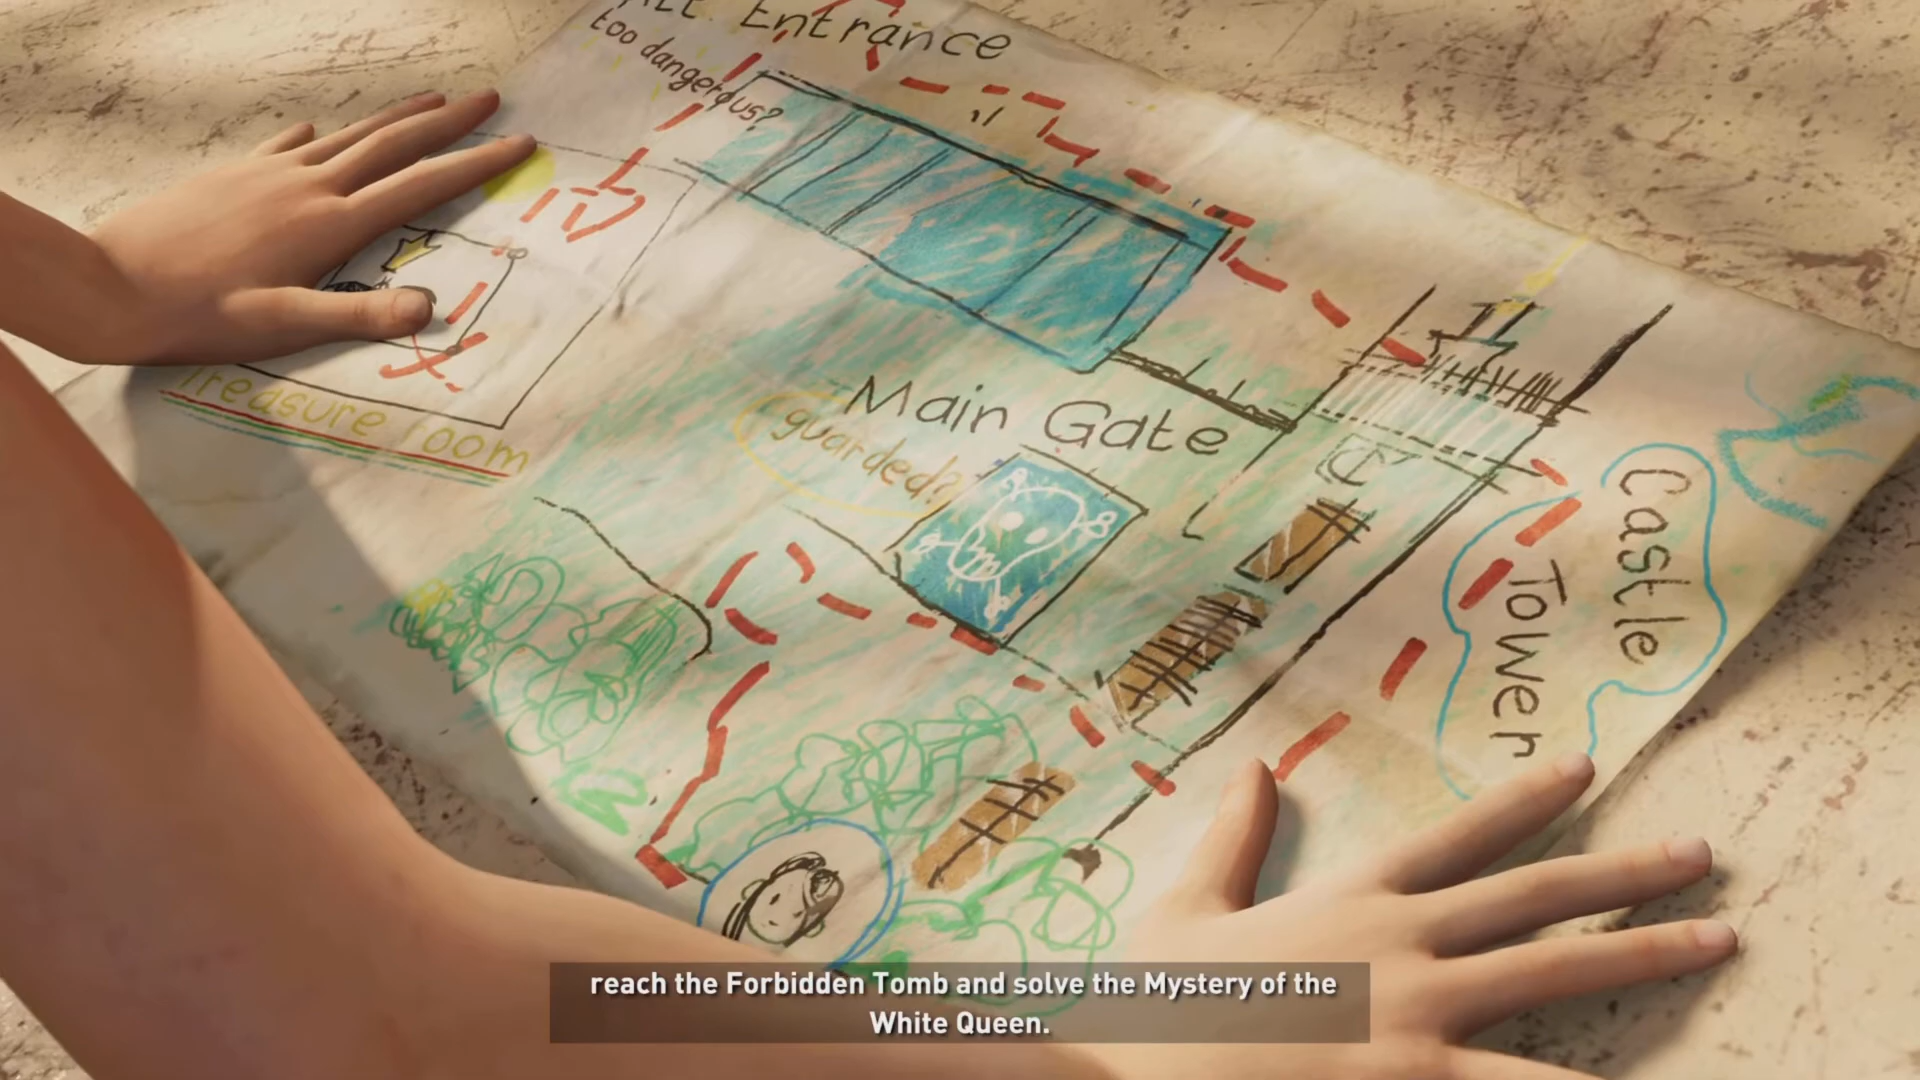 Alt. Entrance
too dangerous?
Main Gate
(guarded?)
Treasure room
Castle
Tower
reach the Forbidden Tomb and solve the Mystery of the
White Queen.